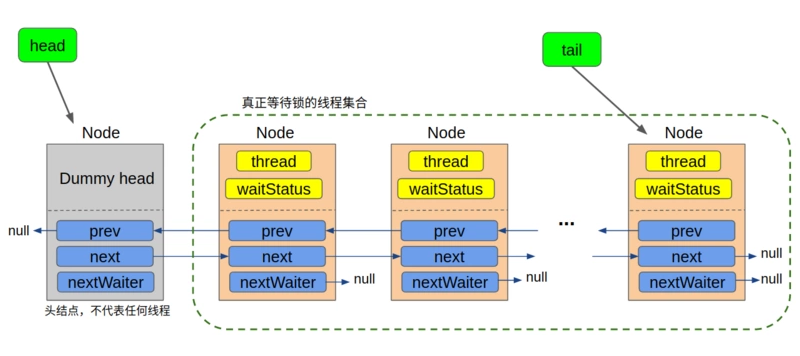 head
tail
真正等待锁的线程集合
Node
Node
Node
Node
Dummy head
thread
thread
thread
waitStatus
waitStatus
waitStatus
null
prev
prev
prev
...
prev
next
next
next
next
null
nextWaiter
nextWaiter
null
nextWaiter
null
nextWaiter
null
头结点，不代表任何线程